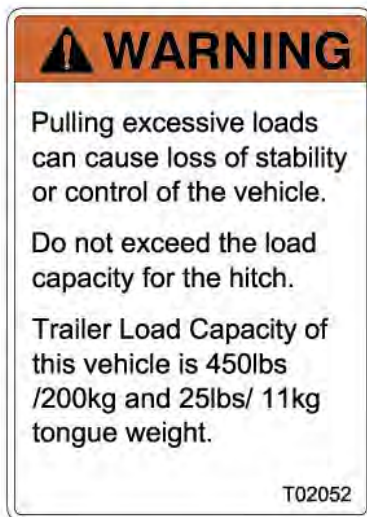 WARNING
Pulling excessive loads
can cause loss of stability
or control of the vehicle.
Do not exceed the load
capacity for the hitch.
Trailer Load Capacity of
this vehicle is 450lbs
/200kg and 25lbs/ 11kg
tongue weight.
T02052